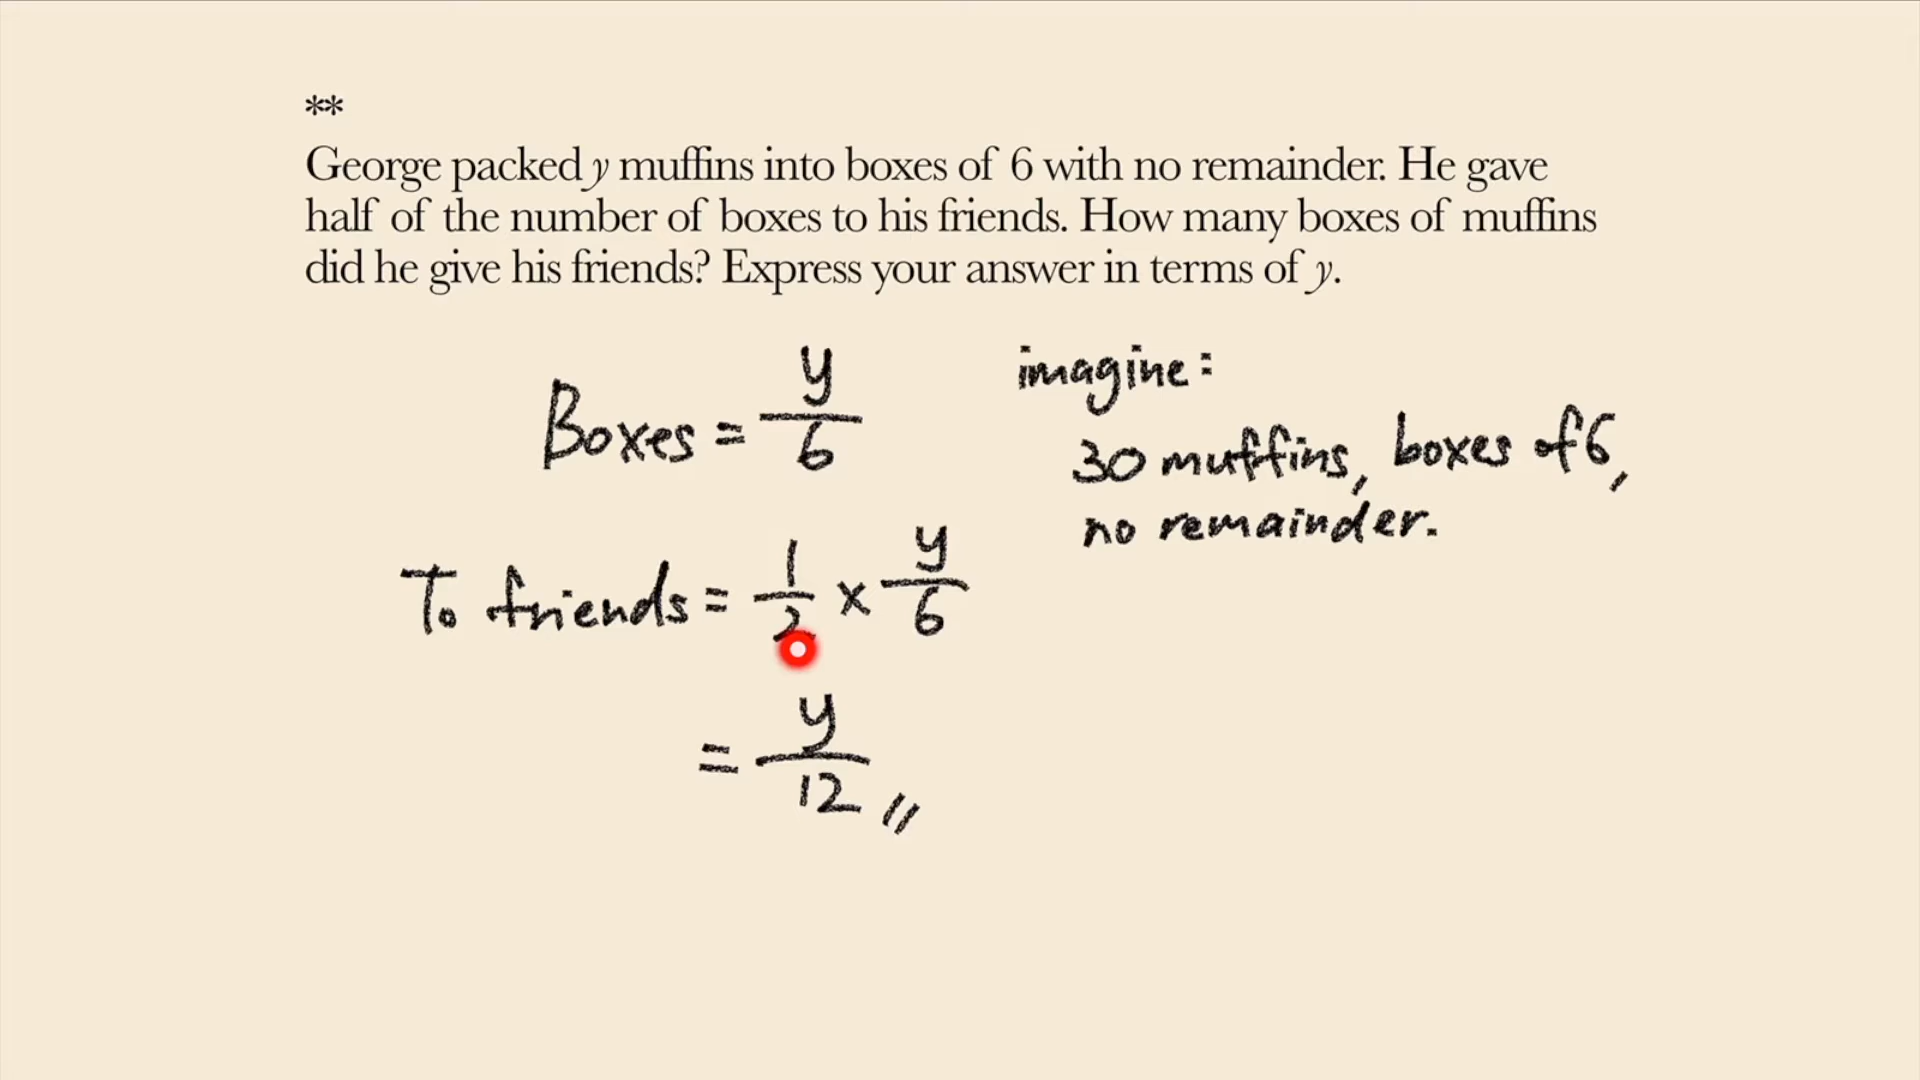 **
George packed y muffins into boxes of 6 with no remainder. He gave
half of the number of boxes to his friends. How many boxes of muffins
did he give his friends? Express your answer in terms of y.
Boxes = y/6
imagine:
30 muffins, boxes of 6,
no remainder.
To friends = 1/2 × y/6
= y/12 //